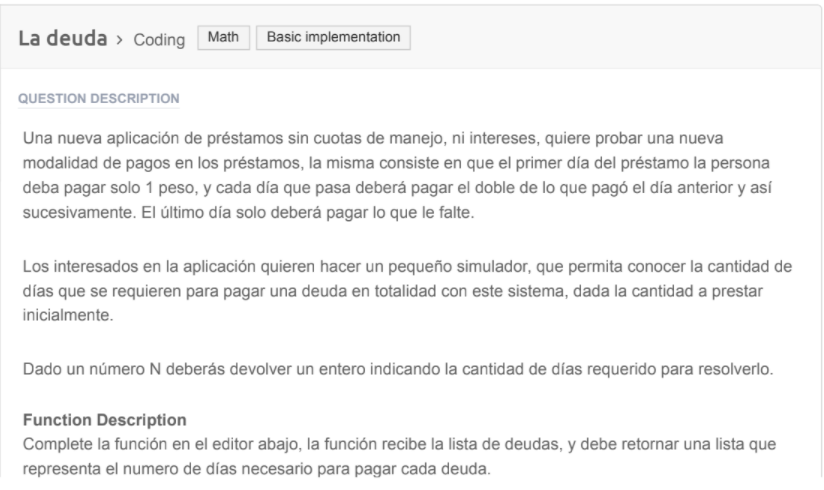 La deuda > Coding Math Basic implementation
QUESTION DESCRIPTION
Una nueva aplicación de préstamos sin cuotas de manejo, ni intereses, quiere probar una nueva
modalidad de pagos en los préstamos, la misma consiste en que el primer día del préstamo la persona
deba pagar solo 1 peso, y cada día que pasa deberá pagar el doble de lo que pagó el día anterior y así
sucesivamente. El último día solo deberá pagar lo que le falte.
Los interesados en la aplicación quieren hacer un pequeño simulador, que permita conocer la cantidad de
días que se requieren para pagar una deuda en totalidad con este sistema, dada la cantidad a prestar
inicialmente.
Dado un número N deberás devolver un entero indicando la cantidad de días requerido para resolverlo.
Function Description
Complete la función en el editor abajo, la función recibe la lista de deudas, y debe retornar una lista que
representa el numero de días necesario para pagar cada deuda.